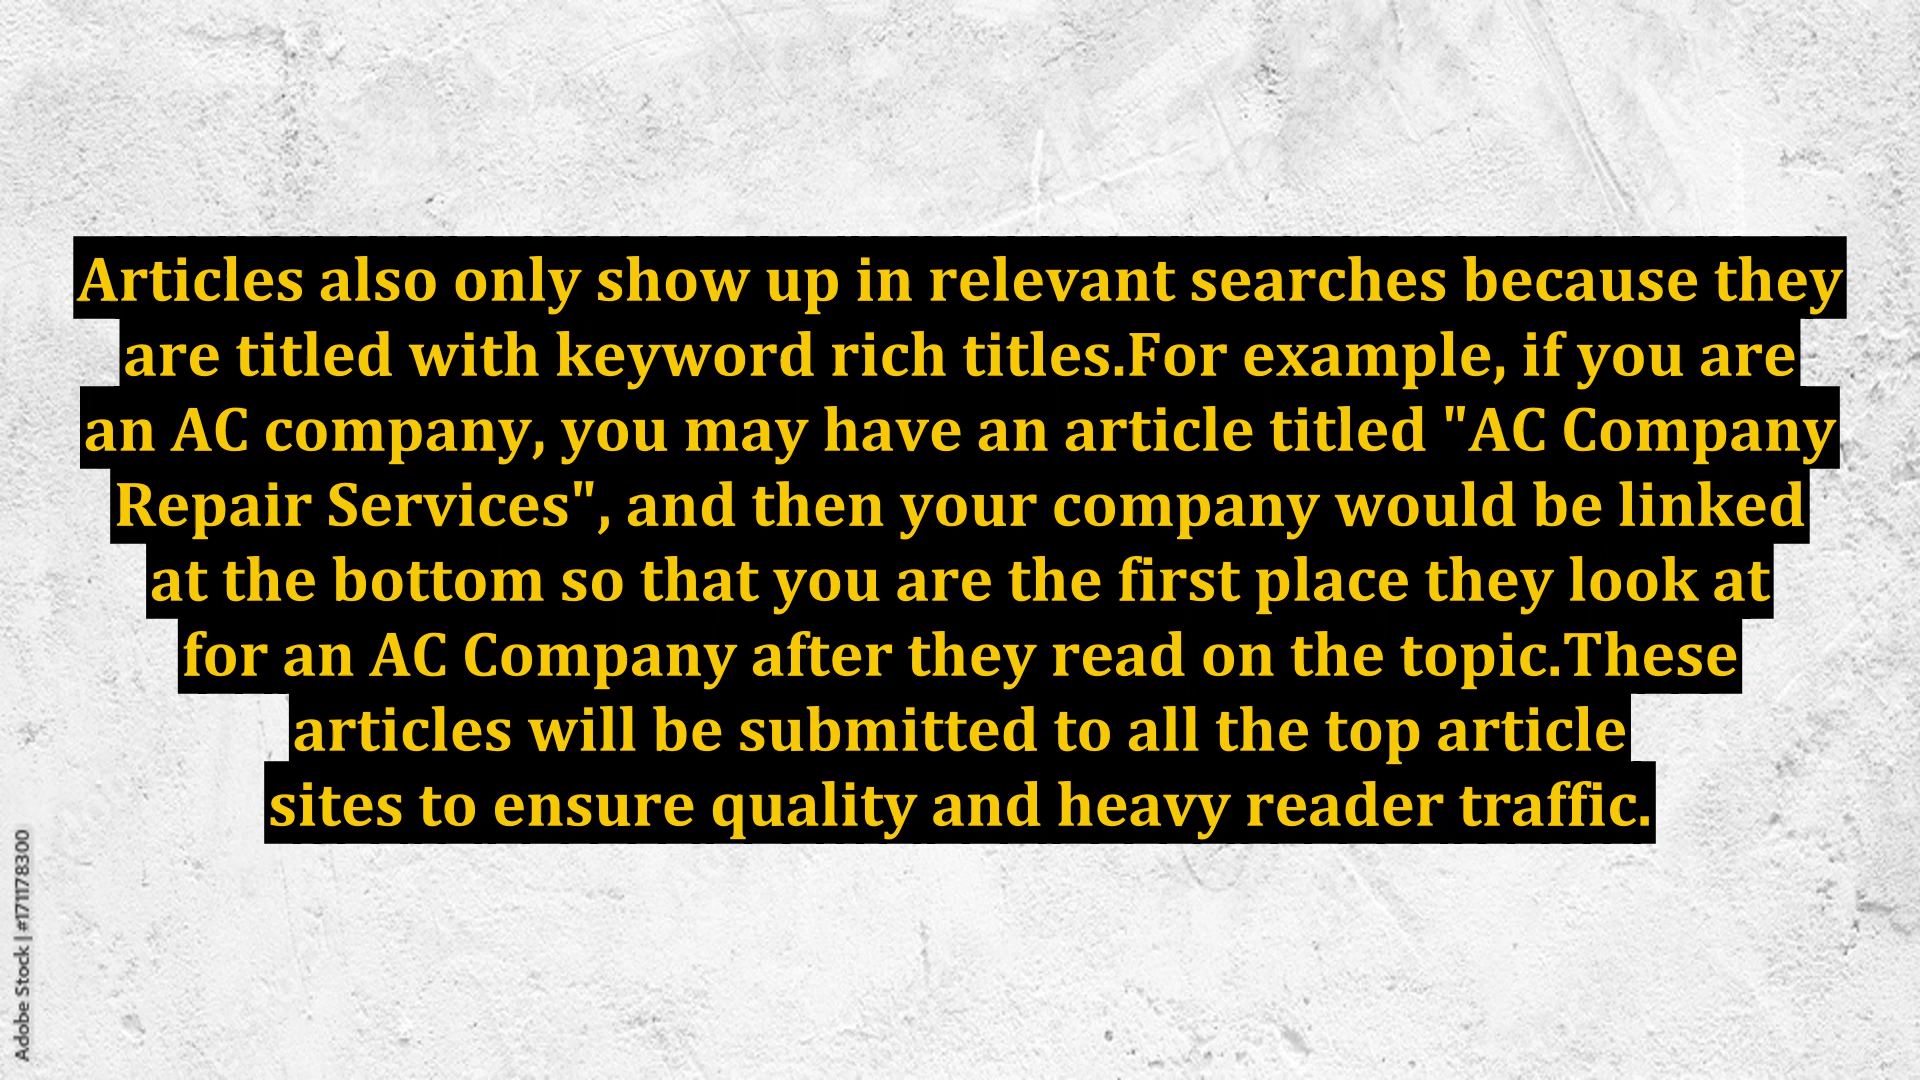 Articles also only show up in relevant searches because they
are titled with keyword rich titles.For example, if you are
an AC company, you may have an article titled "AC Company
Repair Services", and then your company would be linked
at the bottom so that you are the first place they look at
for an AC Company after they read on the topic.These
articles will be submitted to all the top article
sites to ensure quality and heavy reader traffic.
Adobe Stock | #171178300